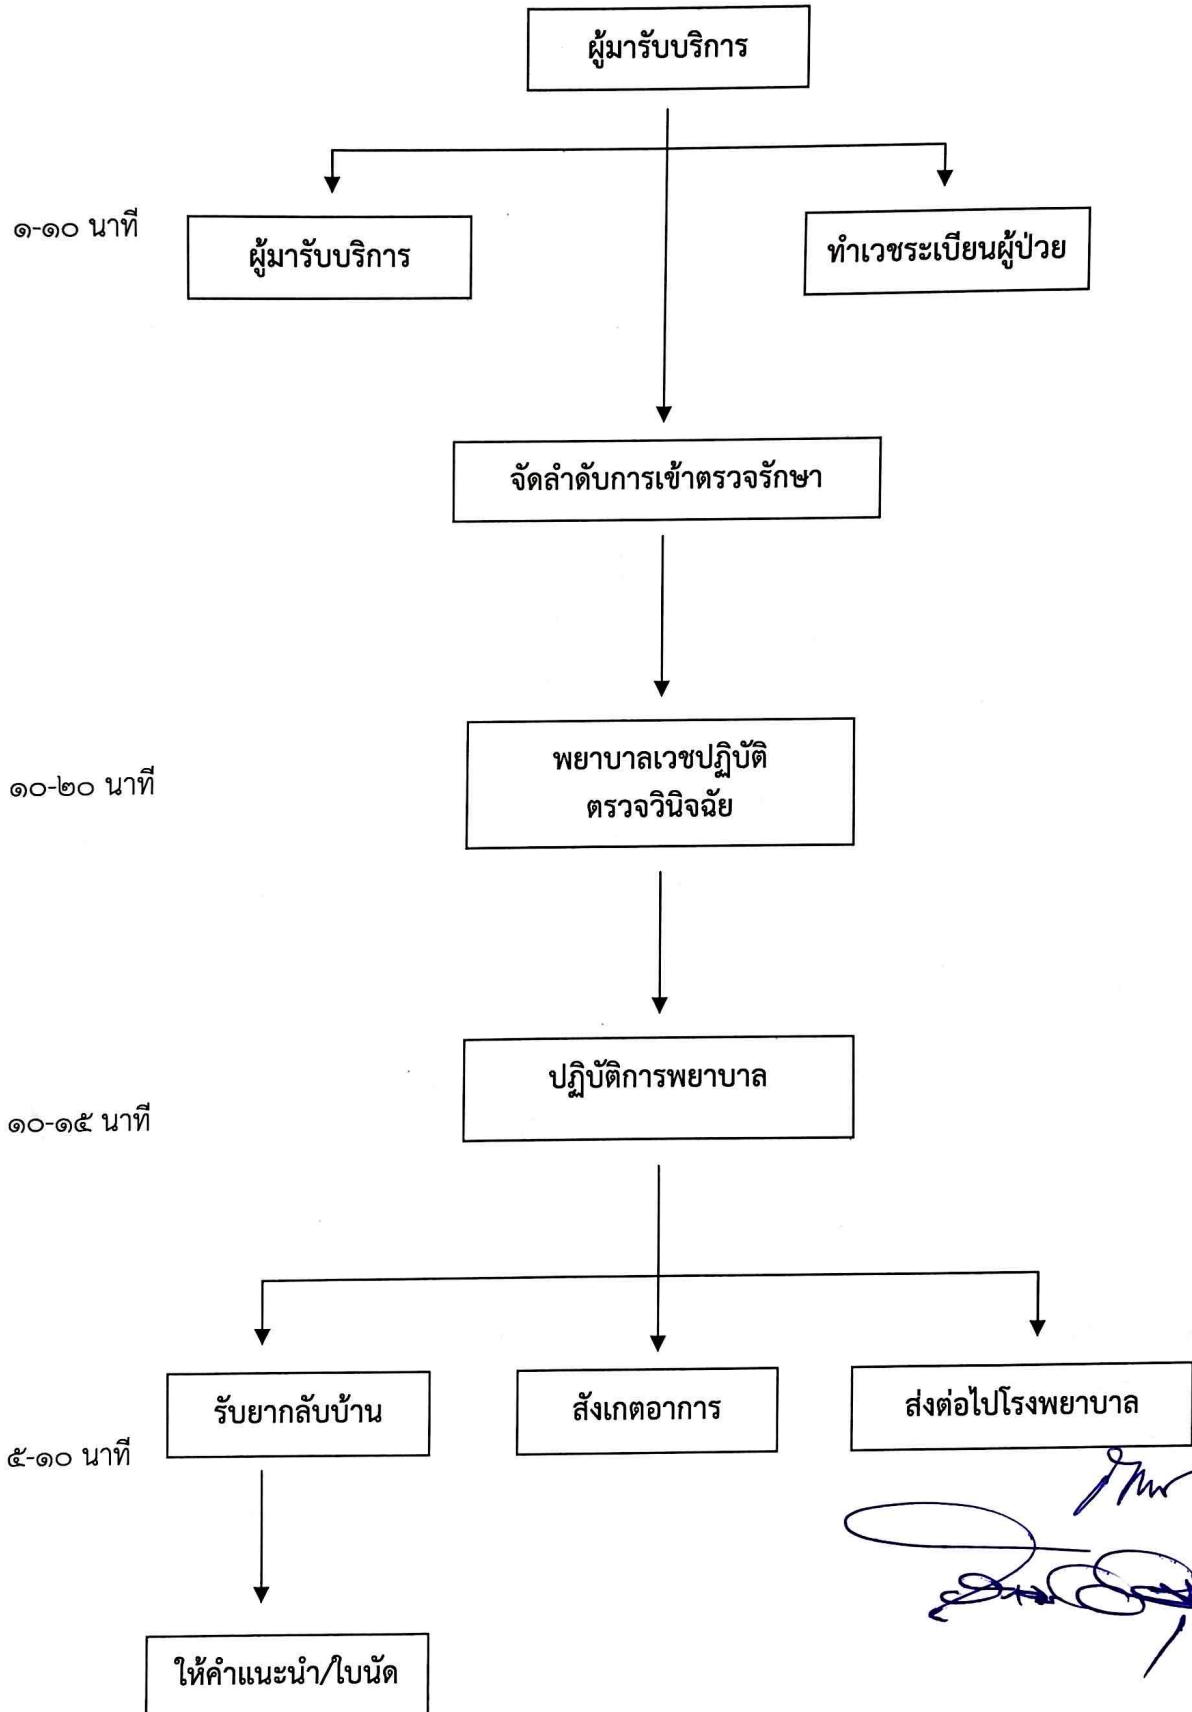 ผู้มารับบริการ
๑-๑๐ นาที
ผู้มารับบริการ
ทำเวชระเบียนผู้ป่วย
จัดลำดับการเข้าตรวจรักษา
๑๐-๒๐ นาที
พยาบาลเวชปฏิบัติ
ตรวจวินิจฉัย
๑๐-๑๕ นาที
ปฏิบัติการพยาบาล
๕-๑๐ นาที
รับยากลับบ้าน
สังเกตอาการ
ส่งต่อไปโรงพยาบาล
ให้คำแนะนำ/ใบนัด